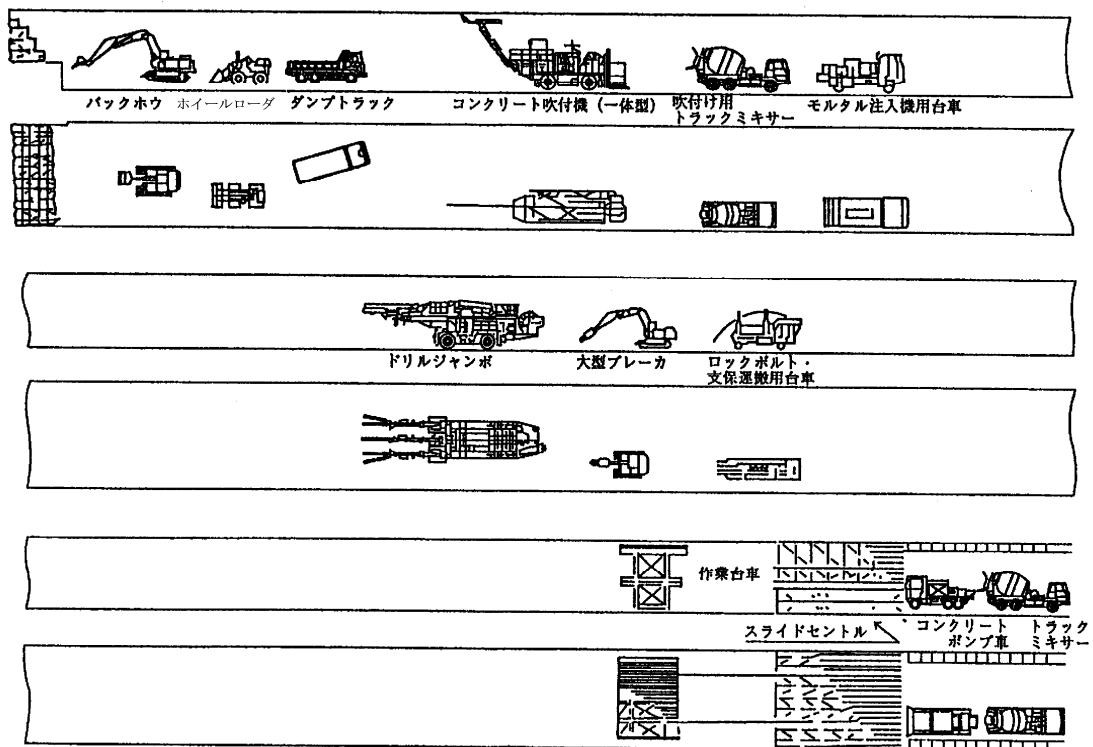 バックホウ ホイールローダ ダンプトラック コンクリート吹付機（一体型） 吹付け用 モルタル注入機用台車
トラックミキサー
ドリルジャンボ 大型ブレーカ ロックボルト・
支保運搬用台車
作業台車
スライドセントル コンクリート トラック
ポンプ車 ミキサー